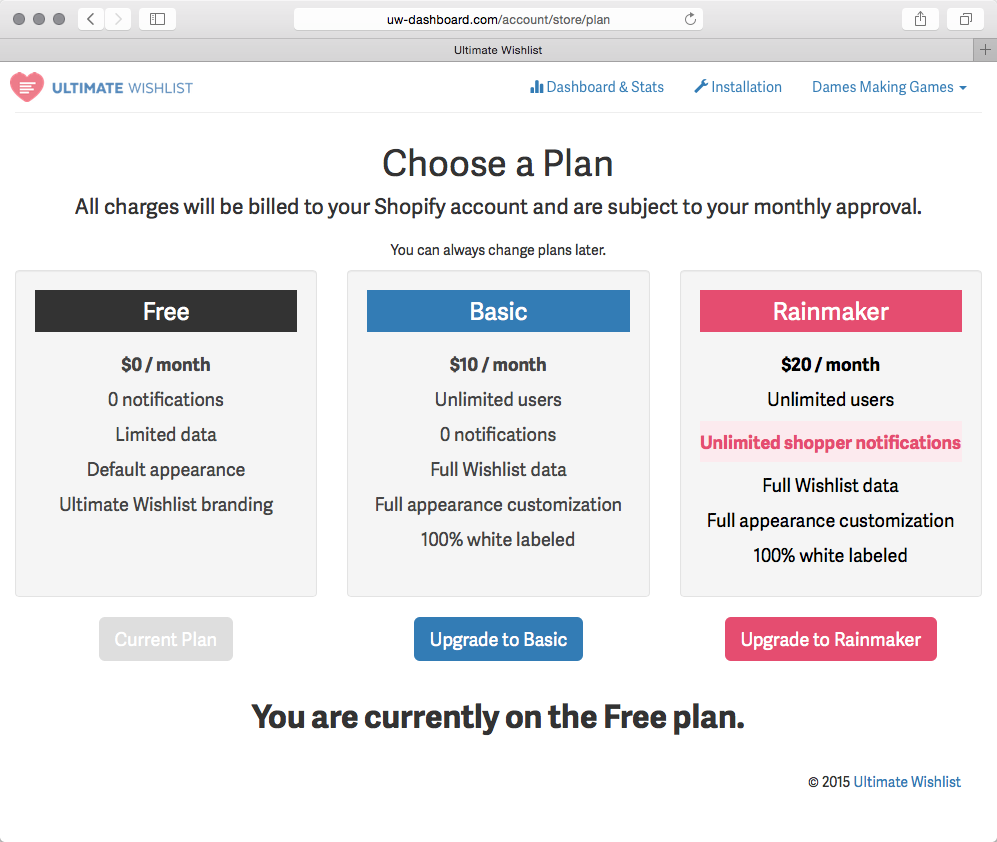 uw-dashboard.com/account/store/plan
Ultimate Wishlist
ULTIMATE WISHLIST
Dashboard & Stats
Installation
Dames Making Games
Choose a Plan
All charges will be billed to your Shopify account and are subject to your monthly approval.
You can always change plans later.
Free
$0 / month
0 notifications
Limited data
Default appearance
Ultimate Wishlist branding
Current Plan
Basic
$10 / month
Unlimited users
0 notifications
Full Wishlist data
Full appearance customization
100% white labeled
Upgrade to Basic
Rainmaker
$20 / month
Unlimited users
Unlimited shopper notifications
Full Wishlist data
Full appearance customization
100% white labeled
Upgrade to Rainmaker
You are currently on the Free plan.
© 2015 Ultimate Wishlist